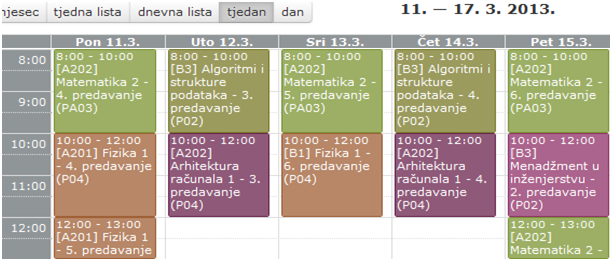 mjesec tjedna lista dnevna lista tjedan dan
11. — 17. 3. 2013.
Pon 11.3. Uto 12.3. Sri 13.3. Čet 14.3. Pet 15.3.
8:00
9:00
10:00
11:00
12:00
8:00 - 10:00
[A202]
Matematika 2 -
4. predavanje
(PA03)
10:00 - 12:00
[A201] Fizika 1
- 4. predavanje
(P04)
12:00 - 13:00
[A201] Fizika 1
- 5. predavanje
8:00 - 10:00
[B3] Algoritmi i
strukture
podataka - 3.
predavanje
(P02)
10:00 - 12:00
[A202]
Arhitektura
računala 1 - 3.
predavanje
(P04)
8:00 - 10:00
[A202]
Matematika 2 -
5. predavanje
(PA03)
10:00 - 12:00
[B1] Fizika 1 -
6. predavanje
(P04)
8:00 - 10:00
[B3] Algoritmi i
strukture
podataka - 4.
predavanje
(P02)
10:00 - 12:00
[A202]
Arhitektura
računala 1 - 4.
predavanje
(P04)
8:00 - 10:00
[A202]
Matematika 2 -
6. predavanje
(PA03)
10:00 - 12:00
[B3]
Menadžment u
inženjerstvu -
2. predavanje
(P02)
12:00 - 13:00
[A202]
Matematika 2 -